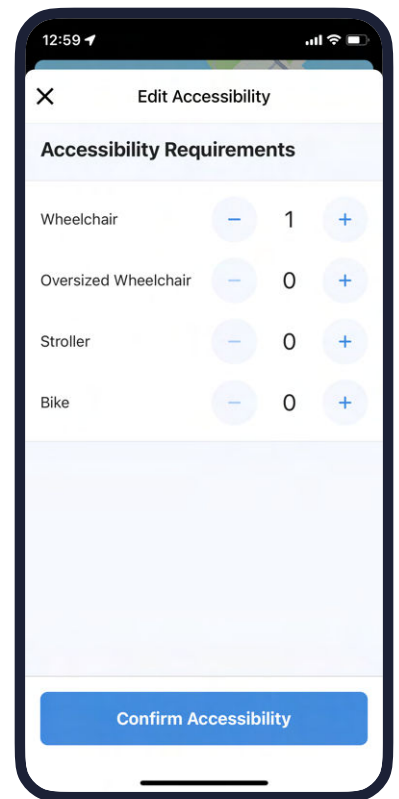 12:59
Edit Accessibility
Accessibility Requirements
Wheelchair − 1 +
Oversized Wheelchair − 0 +
Stroller − 0 +
Bike − 0 +
Confirm Accessibility